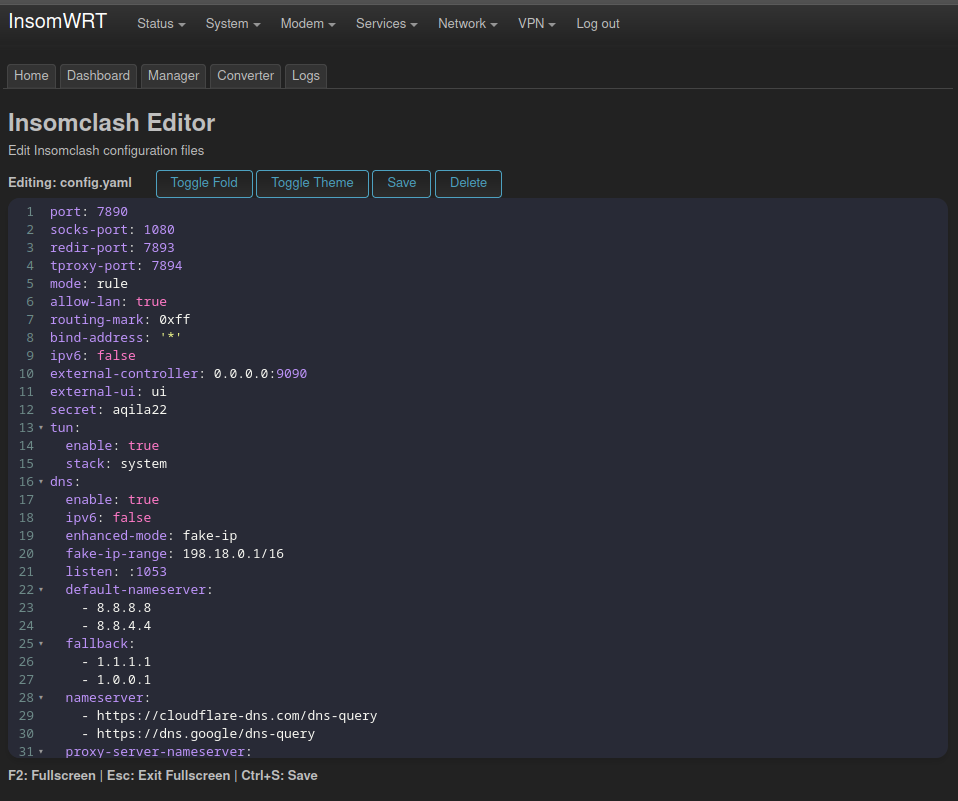 InsomWRT Status System Modem Services Network VPN Log out
Home Dashboard Manager Converter Logs
Insomclash Editor
Edit Insomclash configuration files
Editing: config.yaml Toggle Fold Toggle Theme Save Delete
1 port: 7890
2 socks-port: 1080
3 redir-port: 7893
4 tproxy-port: 7894
5 mode: rule
6 allow-lan: true
7 routing-mark: 0xff
8 bind-address: '*'
9 ipv6: false
10 external-controller: 0.0.0.0:9090
11 external-ui: ui
12 secret: aqila22
13 tun:
14   enable: true
15   stack: system
16 dns:
17   enable: true
18   ipv6: false
19   enhanced-mode: fake-ip
20   fake-ip-range: 198.18.0.1/16
21   listen: :1053
22   default-nameserver:
23     - 8.8.8.8
24     - 8.8.4.4
25   fallback:
26     - 1.1.1.1
27     - 1.0.0.1
28   nameserver:
29     - https://cloudflare-dns.com/dns-query
30     - https://dns.google/dns-query
31   proxy-server-nameserver:
F2: Fullscreen | Esc: Exit Fullscreen | Ctrl+S: Save